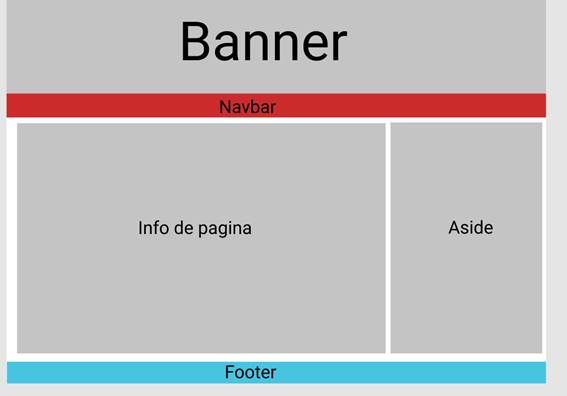 Banner
Navbar
Info de pagina
Aside
Footer